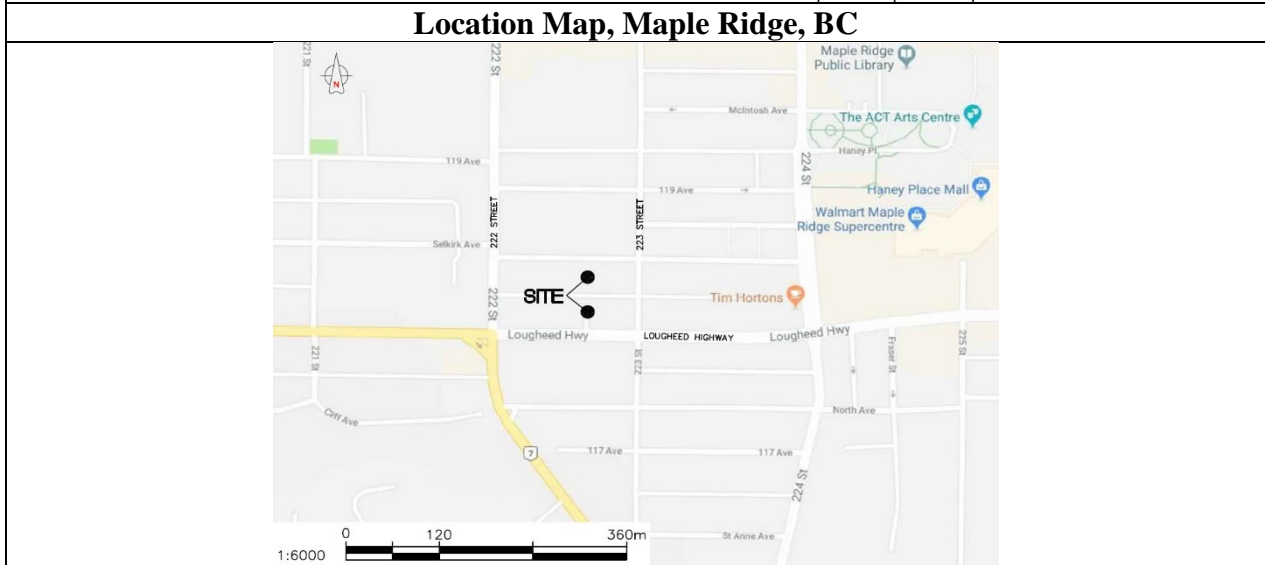 Location Map, Maple Ridge, BC
221 St
222 St
N
Maple Ridge
Public Library
McIntosh Ave
The ACT Arts Centre
Haney Pl
119 Ave
224 St
119 Ave
Haney Place Mall
222 STREET
223 STREET
Walmart Maple
Ridge Supercentre
Selkirk Ave
SITE
222 St
Tim Hortons
Lougheed Hwy
LOUGHEED HIGHWAY
Lougheed Hwy
221 St
223 St
Fraser St
225 St
Cliff Ave
North Ave
7
117 Ave
117 Ave
224 St
St Anne Ave
0 120 360m
1:6000